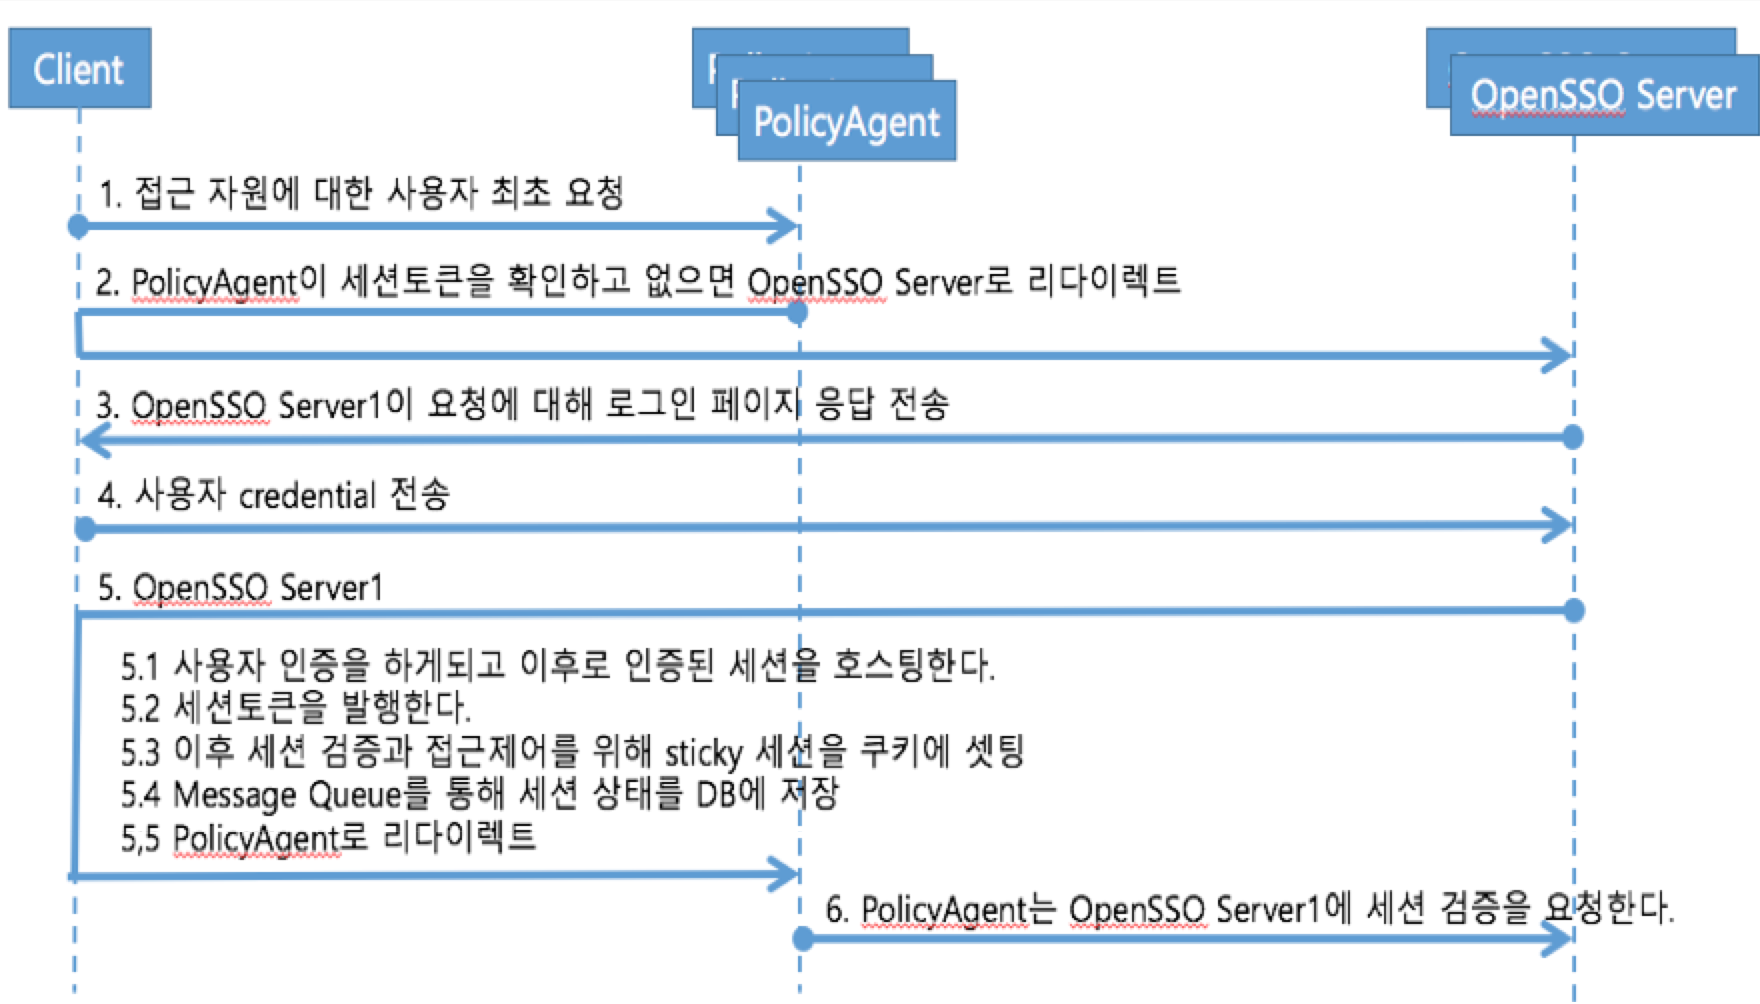 Client
PolicyAgent
OpenSSO Server
1. 접근 자원에 대한 사용자 최초 요청
2. PolicyAgent이 세션토큰을 확인하고 없으면 OpenSSO Server로 리다이렉트
3. OpenSSO Server1이 요청에 대해 로그인 페이지 응답 전송
4. 사용자 credential 전송
5. OpenSSO Server1
5.1 사용자 인증을 하게되고 이후로 인증된 세션을 호스팅한다.
5.2 세션토큰을 발행한다.
5.3 이후 세션 검증과 접근제어를 위해 sticky 세션을 쿠키에 셋팅
5.4 Message Queue를 통해 세션 상태를 DB에 저장
5,5 PolicyAgent로 리다이렉트
6. PolicyAgent는 OpenSSO Server1에 세션 검증을 요청한다.